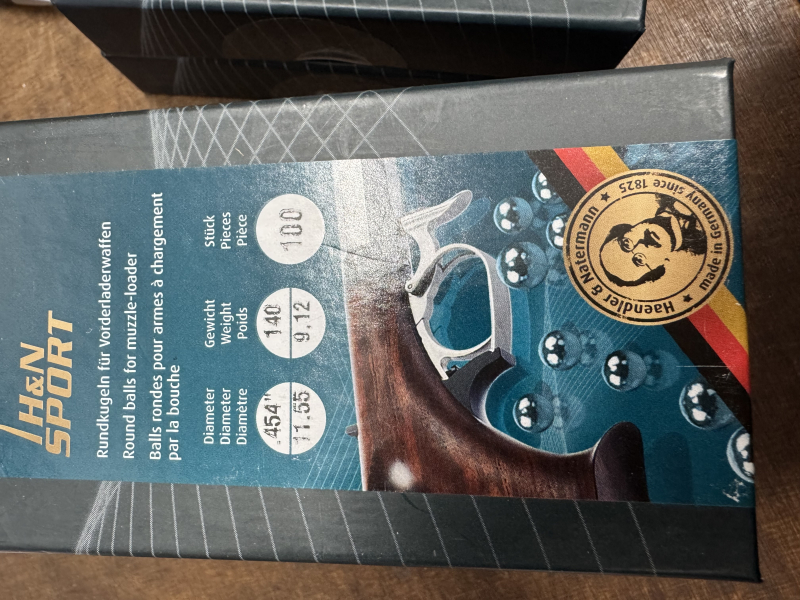 H&N
SPORT
Rundkugeln für Vorderladerwaffen
Round balls for muzzle-loader
Balls rondes pour armes à chargement
par la bouche
Diameter
Diameter
Diamètre
.454"
11.55
Gewicht
Weight
Poids
140
9.12
Stück
Pieces
Pièce
100
Haendler & Natermann
made in Germany since 1825